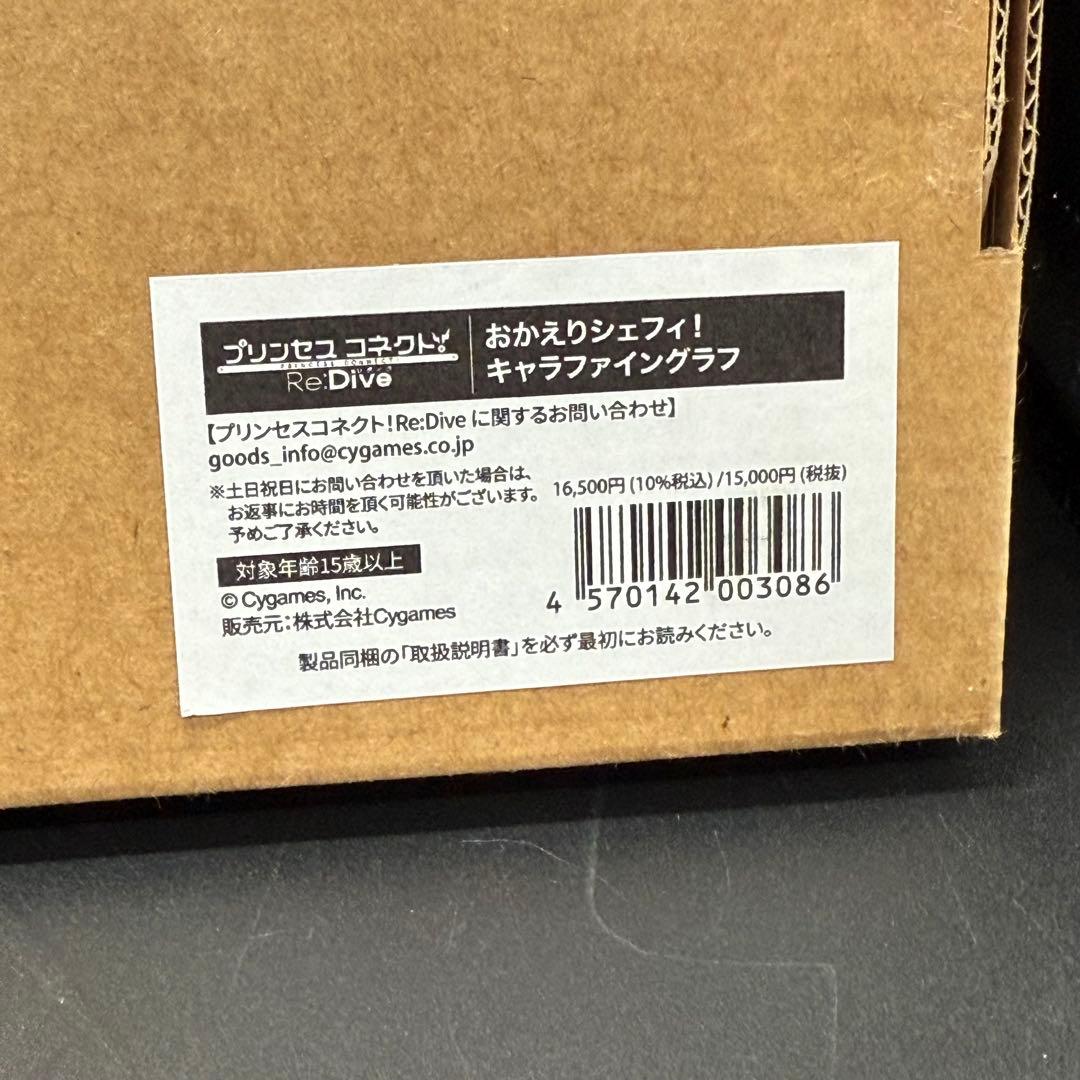 プリンセス コネクト!
PRINCESS CONNECT!
Re:Dive
おかえりシェフィ!
キャラファイングラフ
【プリンセスコネクト!Re:Dive に関するお問い合わせ】
goods_info@cygames.co.jp
※土日祝日にお問い合わせを頂いた場合は、
お返事にお時間を頂く可能性がございます。
予めご了承ください。
16,500円(10%税込)/15,000円(税抜)
対象年齢15歳以上
© Cygames, Inc.
販売元:株式会社Cygames
4 570142 003086
製品同梱の「取扱説明書」を必ず最初にお読みください。